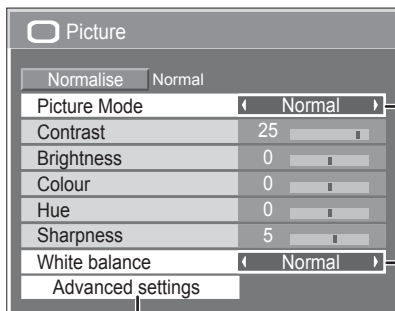 Picture
Normalise Normal
Picture Mode Normal
Contrast 25
Brightness 0
Colour 0
Hue 0
Sharpness 5
White balance Normal
Advanced settings